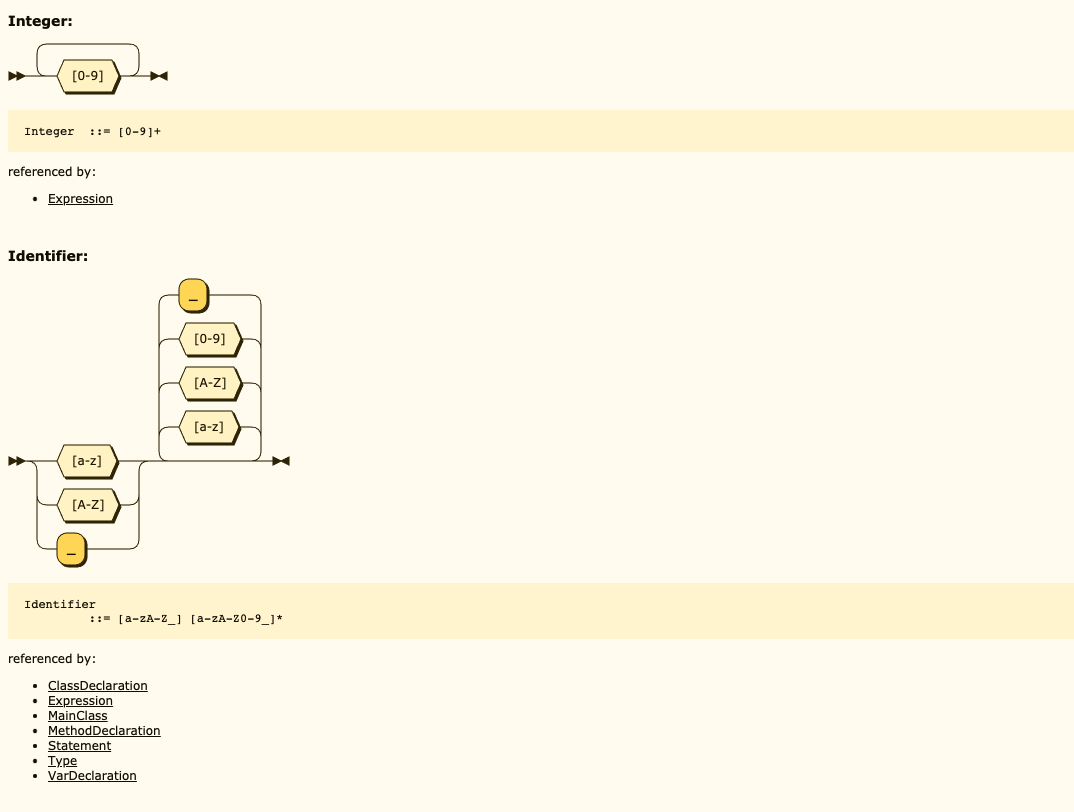 Integer:
[0-9]
Integer ::= [0-9]+
referenced by:
• Expression
Identifier:
_
[0-9]
[A-Z]
[a-z]
[a-z]
[A-Z]
_
Identifier
::= [a-zA-Z_] [a-zA-Z0-9_]*
referenced by:
• ClassDeclaration
• Expression
• MainClass
• MethodDeclaration
• Statement
• Type
• VarDeclaration